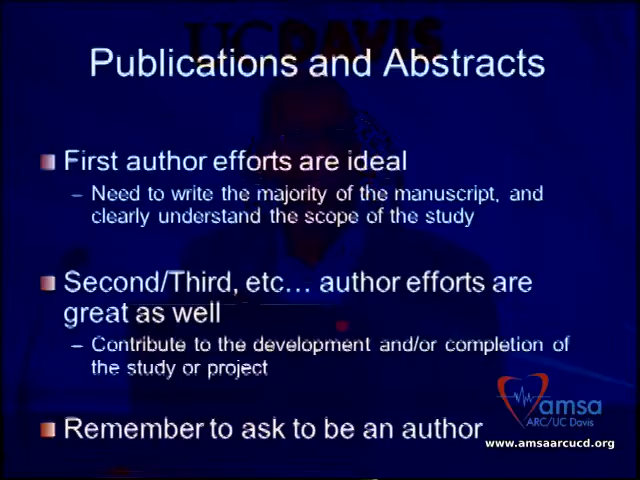 UC DAVIS
Publications and Abstracts
First author efforts are ideal
– Need to write the majority of the manuscript, and
clearly understand the scope of the study
Second/Third, etc… author efforts are
great as well
– Contribute to the development and/or completion of
the study or project
Remember to ask to be an author
amsa
ARC/UC Davis
www.amsaarcucd.org